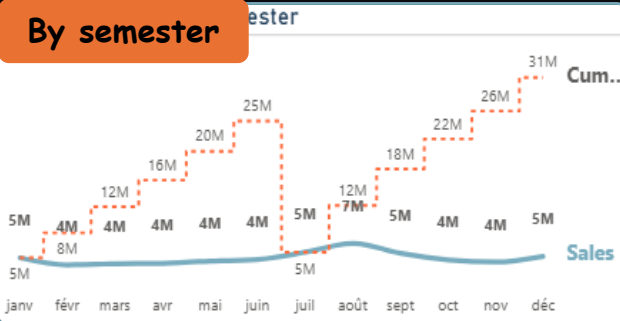 By semester ester
31M
Cum..
26M
25M
22M
20M
18M
16M
12M 12M
5M 4M 4M 4M 4M 4M 5M 7M 5M 4M 4M 5M
8M
Sales
5M 5M
janv févr mars avr mai juin juil août sept oct nov déc